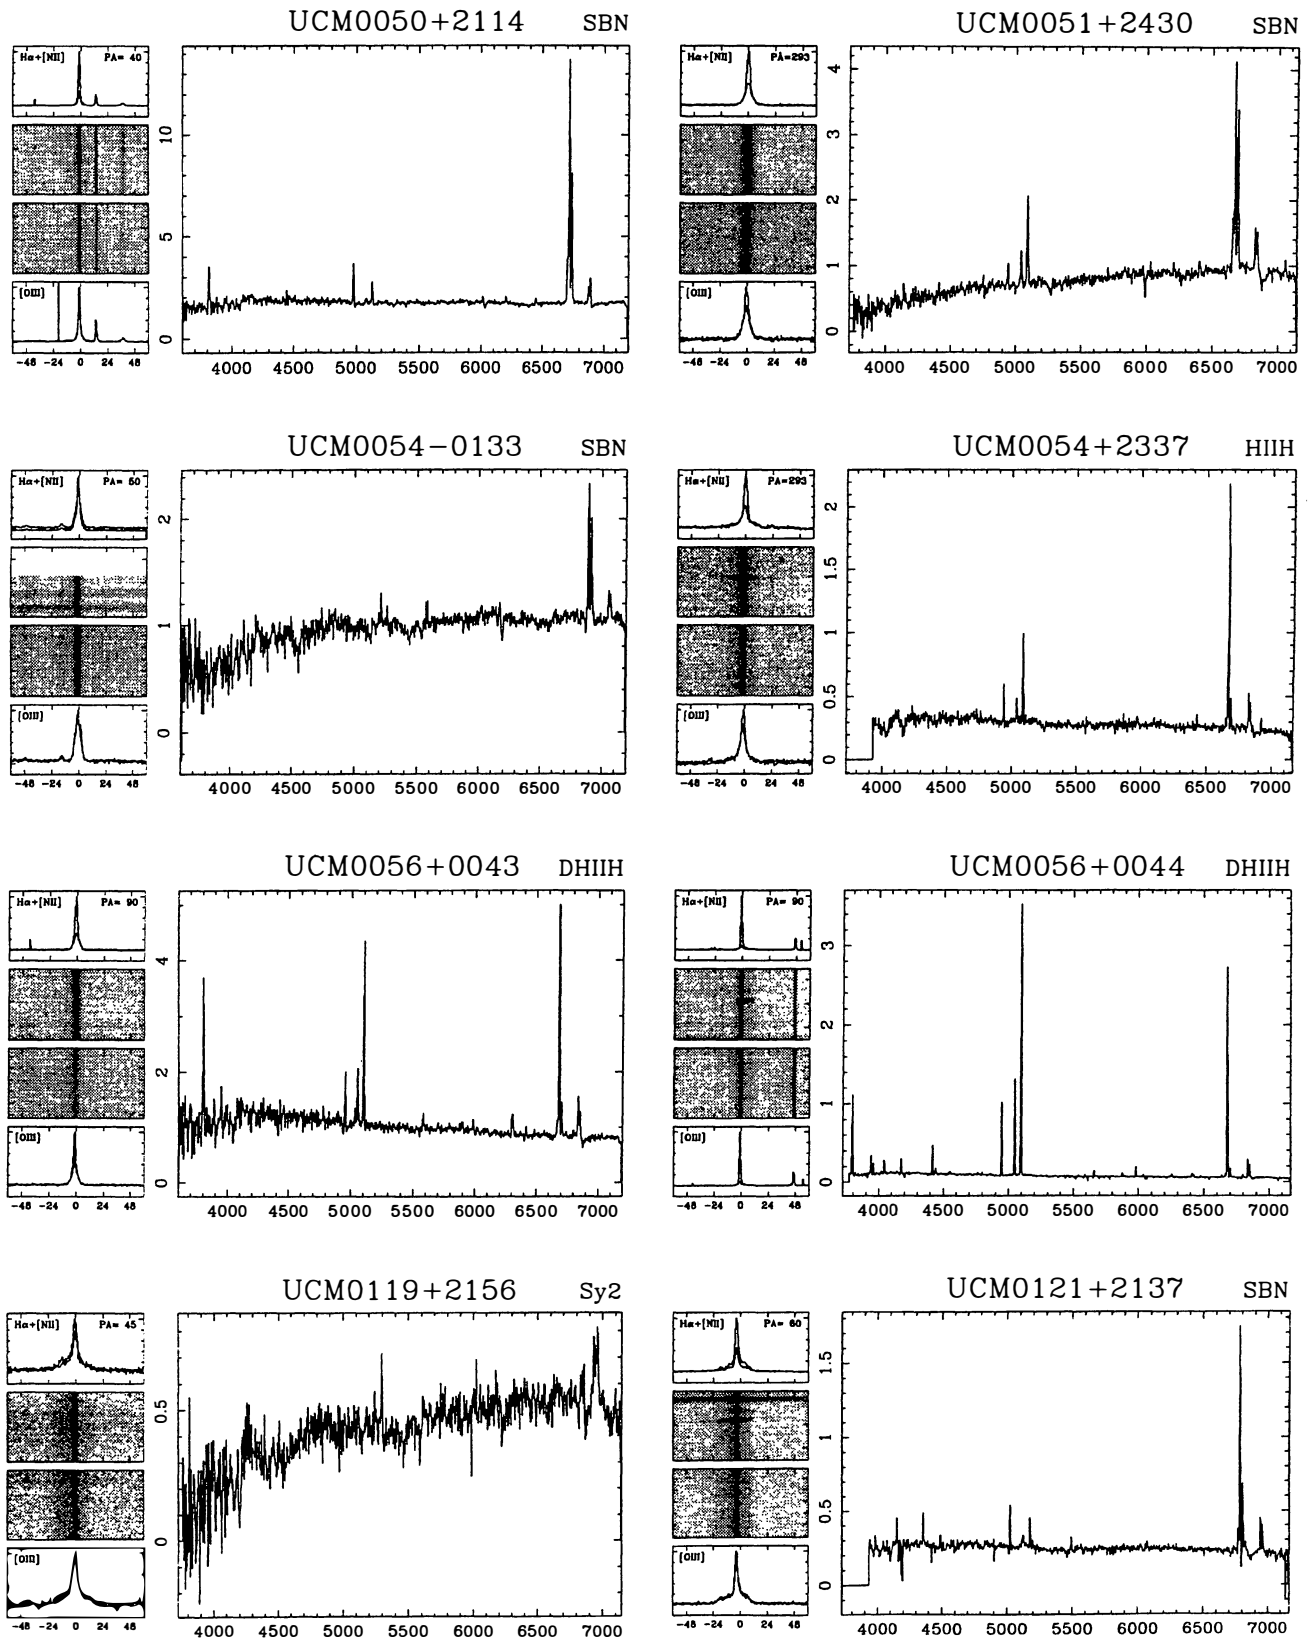 UCM0050+2114 SBN
Hα+[NII] PA= 40
[OIII]
-48 -24 0 24 48
0 5 10
4000 4500 5000 5500 6000 6500 7000
UCM0051+2430 SBN
Hα+[NII] PA=293
[OIII]
-48 -24 0 24 48
0 1 2 3 4
4000 4500 5000 5500 6000 6500 7000
UCM0054-0133 SBN
Hα+[NII] PA= 50
[OIII]
-48 -24 0 24 48
0 1 2
4000 4500 5000 5500 6000 6500 7000
UCM0054+2337 HIIH
Hα+[NII] PA=293
[OIII]
-48 -24 0 24 48
0 0.5 1 1.5 2
4000 4500 5000 5500 6000 6500 7000
UCM0056+0043 DHIIH
Hα+[NII] PA= 90
[OIII]
-48 -24 0 24 48
0 2 4
4000 4500 5000 5500 6000 6500 7000
UCM0056+0044 DHIIH
Hα+[NII] PA= 90
[OIII]
-48 -24 0 24 48
0 1 2 3
4000 4500 5000 5500 6000 6500 7000
UCM0119+2156 Sy2
Hα+[NII] PA= 45
[OIII]
-48 -24 0 24 48
0 0.5
4000 4500 5000 5500 6000 6500 7000
UCM0121+2137 SBN
Hα+[NII] PA= 60
[OIII]
-48 -24 0 24 48
0 0.5 1 1.5
4000 4500 5000 5500 6000 6500 7000